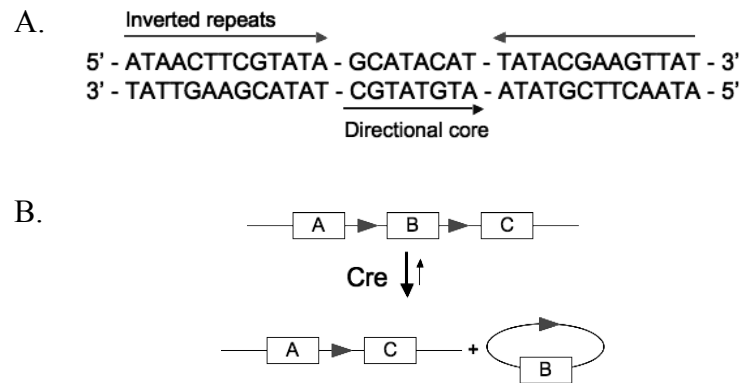 A.
Inverted repeats
5’ - ATAACTTCGTATA - GCATACAT - TATACGAAGTTAT - 3’
3’ - TATTGAAGCATAT - CGTATGTA - ATATGCTTCAATA - 5’
Directional core
B.
A B C
Cre
A C + B